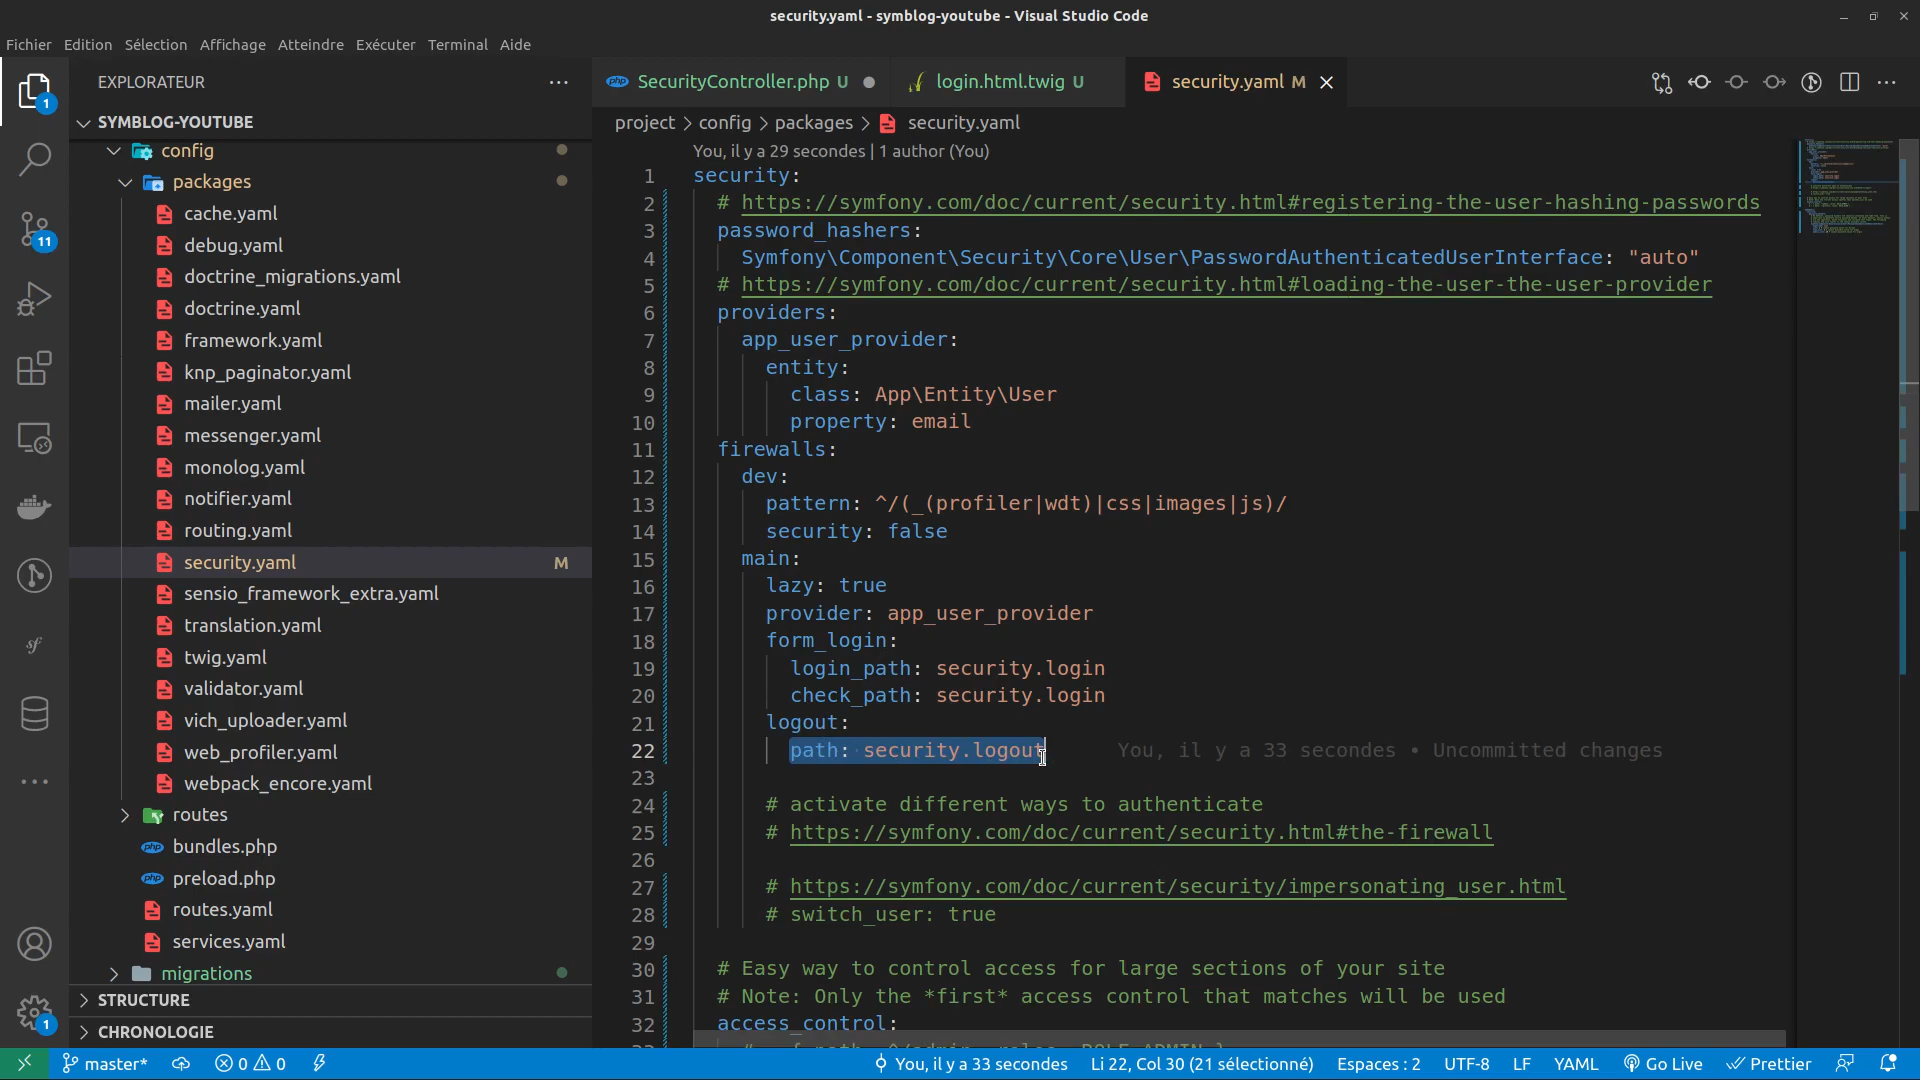 security.yaml - symblog-youtube - Visual Studio Code
Fichier Edition Sélection Affichage Atteindre Exécuter Terminal Aide
EXPLORATEUR
SYMBLOG-YOUTUBE
config
packages
cache.yaml
debug.yaml
doctrine_migrations.yaml
doctrine.yaml
framework.yaml
knp_paginator.yaml
mailer.yaml
messenger.yaml
monolog.yaml
notifier.yaml
routing.yaml
security.yaml M
sensio_framework_extra.yaml
translation.yaml
twig.yaml
validator.yaml
vich_uploader.yaml
web_profiler.yaml
webpack_encore.yaml
routes
bundles.php
preload.php
routes.yaml
services.yaml
migrations
STRUCTURE
CHRONOLOGIE
1
11
sf
1
php SecurityController.php U
login.html.twig U
security.yaml M
project > config > packages > security.yaml
You, il y a 29 secondes | 1 author (You)
1 security:
2 # https://symfony.com/doc/current/security.html#registering-the-user-hashing-passwords
3 password_hashers:
4 Symfony\Component\Security\Core\User\PasswordAuthenticatedUserInterface: "auto"
5 # https://symfony.com/doc/current/security.html#loading-the-user-the-user-provider
6 providers:
7 app_user_provider:
8 entity:
9 class: App\Entity\User
10 property: email
11 firewalls:
12 dev:
13 pattern: ^/(_(profiler|wdt)|css|images|js)/
14 security: false
15 main:
16 lazy: true
17 provider: app_user_provider
18 form_login:
19 login_path: security.login
20 check_path: security.login
21 logout:
22 path: security.logout You, il y a 33 secondes • Uncommitted changes
23
24 # activate different ways to authenticate
25 # https://symfony.com/doc/current/security.html#the-firewall
26
27 # https://symfony.com/doc/current/security/impersonating_user.html
28 # switch_user: true
29
30 # Easy way to control access for large sections of your site
31 # Note: Only the *first* access control that matches will be used
32 access_control:
master* 0 0 You, il y a 33 secondes Li 22, Col 30 (21 sélectionné) Espaces : 2 UTF-8 LF YAML Go Live Prettier